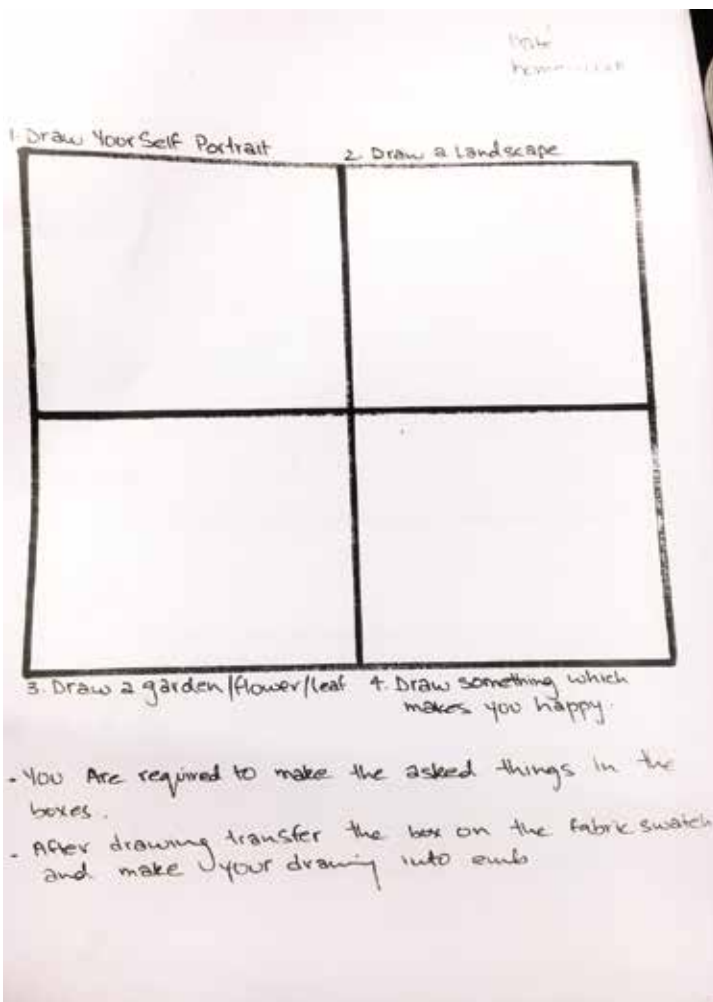 1. Draw Your Self Portrait
2. Draw a Landscape
3. Draw a garden/flower/leaf
4. Draw something which
makes you happy.
- You Are required to make the asked things in the
boxes.
- After drawing transfer the box on the fabric swatch
and make your drawing into emb